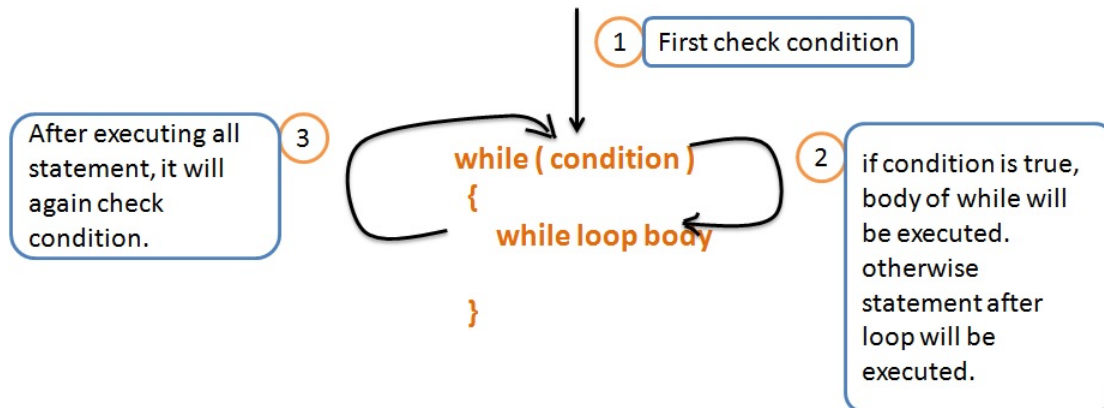 1
First check condition
3
After executing all
statement, it will
again check
condition.
while ( condition )
{
while loop body
}
2
if condition is true,
body of while will
be executed.
otherwise
statement after
loop will be
executed.